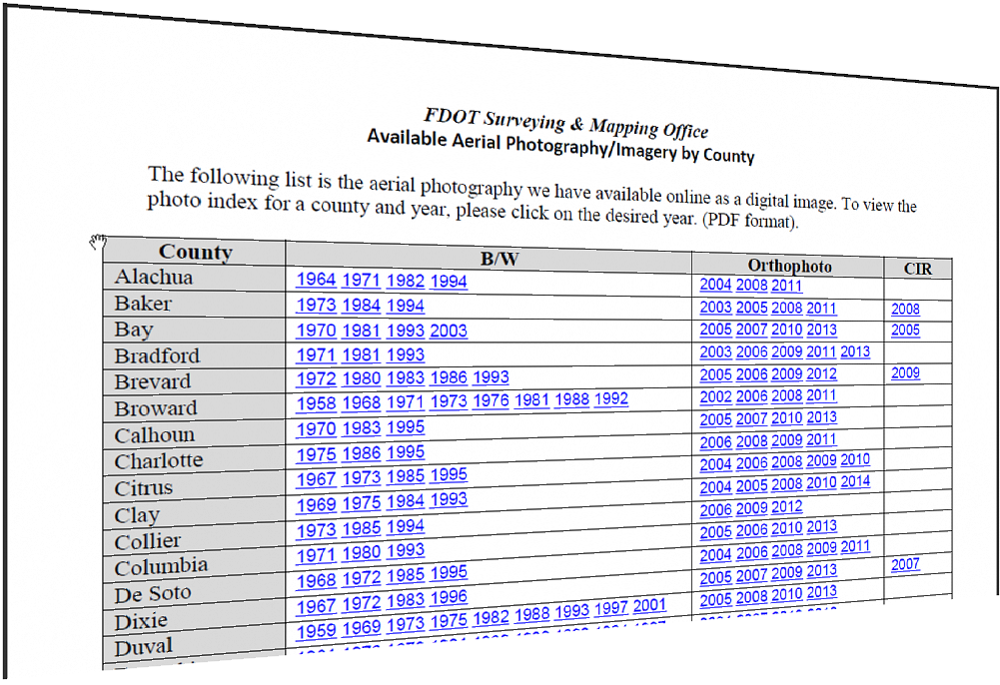 FDOT Surveying & Mapping Office
Available Aerial Photography/Imagery by County
The following list is the aerial photography we have available online as a digital image. To view the
photo index for a county and year, please click on the desired year. (PDF format).
County B/W Orthophoto CIR
Alachua 1964 1971 1982 1994 2004 2008 2011
Baker 1973 1984 1994 2003 2005 2008 2011 2008
Bay 1970 1981 1993 2003 2005 2007 2010 2013 2005
Bradford 1971 1981 1993 2003 2006 2009 2011 2013
Brevard 1972 1980 1983 1986 1993 2005 2006 2009 2012 2009
Broward 1958 1968 1971 1973 1976 1981 1988 1992 2002 2006 2008 2011
Calhoun 1970 1983 1995 2005 2007 2010 2013
Charlotte 1975 1986 1995 2006 2008 2009 2011
Citrus 1967 1973 1985 1995 2004 2006 2008 2009 2010
Clay 1969 1975 1984 1993 2004 2005 2008 2010 2014
Collier 1973 1985 1994 2006 2009 2012
Columbia 1971 1980 1993 2005 2006 2010 2013
De Soto 1968 1972 1985 1995 2004 2006 2008 2009 2011
Dixie 1967 1972 1983 1996 2005 2007 2009 2013 2007
Duval 1959 1969 1973 1975 1982 1988 1993 1997 2001 2005 2008 2010 2013